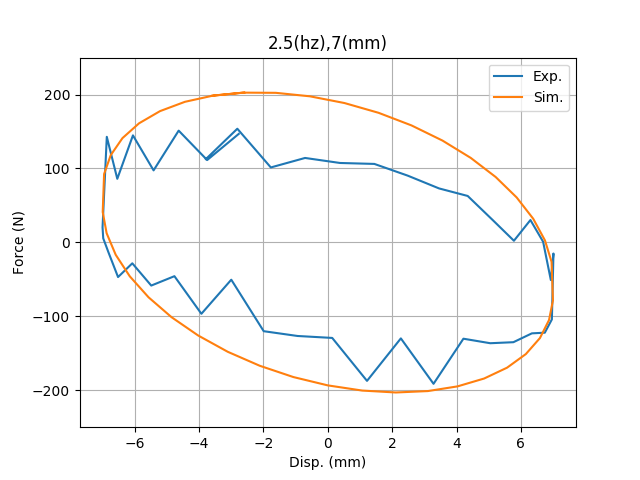 2.5(hz),7(mm)
Exp.
Sim.
200
100
0
−100
−200
Force (N)
−6 −4 −2 0 2 4 6
Disp. (mm)